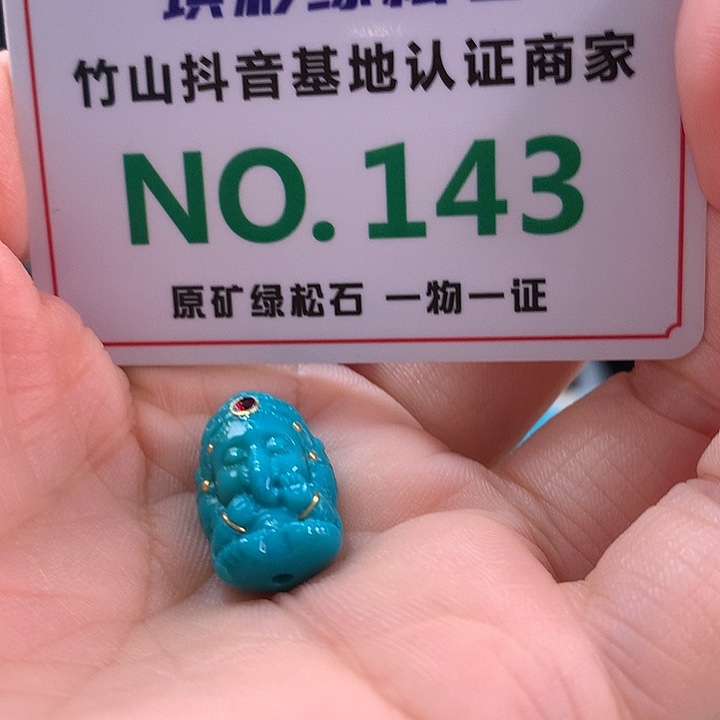 竹山抖音基地认证商家
NO.143
原矿绿松石 一物一证